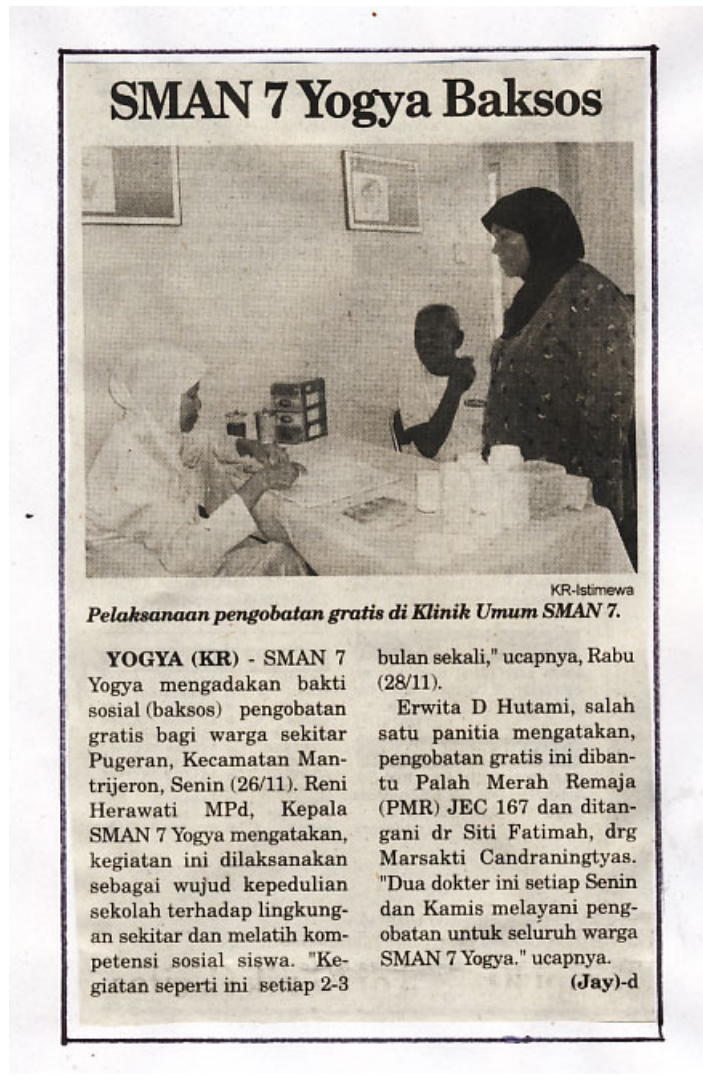 SMAN 7 Yogya Baksos
KR-Istimewa
Pelaksanaan pengobatan gratis di Klinik Umum SMAN 7.
YOGYA (KR) - SMAN 7
Yogya mengadakan bakti
sosial (baksos) pengobatan
gratis bagi warga sekitar
Pugeran, Kecamatan Man-
trijeron, Senin (26/11). Reni
Herawati MPd, Kepala
SMAN 7 Yogya mengatakan,
kegiatan ini dilaksanakan
sebagai wujud kepedulian
sekolah terhadap lingkung-
an sekitar dan melatih kom-
petensi sosial siswa. "Ke-
giatan seperti ini setiap 2-3
bulan sekali," ucapnya, Rabu
(28/11).
Erwita D Hutami, salah
satu panitia mengatakan,
pengobatan gratis ini diban-
tu Palah Merah Remaja
(PMR) JEC 167 dan ditan-
gani dr Siti Fatimah, drg
Marsakti Candraningtyas.
"Dua dokter ini setiap Senin
dan Kamis melayani peng-
obatan untuk seluruh warga
SMAN 7 Yogya." ucapnya.
(Jay)-d